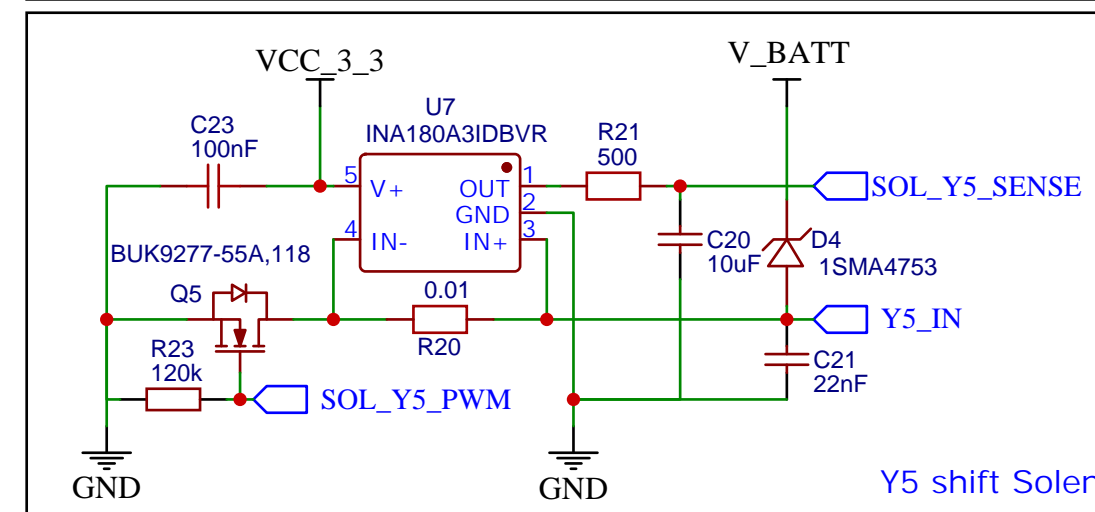 VCC_3_3
V_BATT
C23
100nF
U7
INA180A3IDBVR
R21
500
5
V+
OUT
1
GND
2
4
IN-
IN+
3
SOL_Y5_SENSE
C20
10uF
D4
1SMA4753
BUK9277-55A,118
Q5
0.01
R20
Y5_IN
R23
120k
SOL_Y5_PWM
C21
22nF
GND
GND
Y5 shift Solen